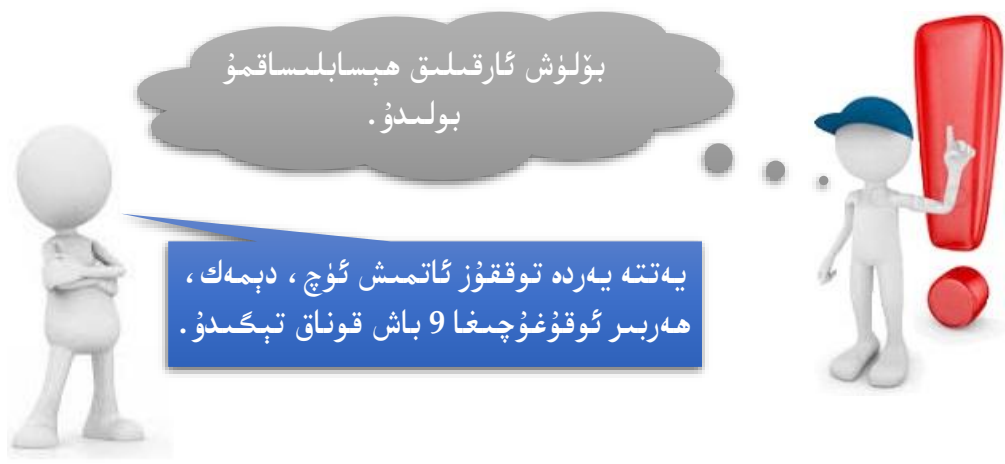 بۆلۈش ئارقىلىق ھېسابلىساقمۇ
بولىدۇ.
يەتتە يەردە توققۇز ئاتمىش ئۈچ، دېمەك،
ھەربىر ئوقۇغۇچىغا 9 باش قوناق تېگىدۇ.